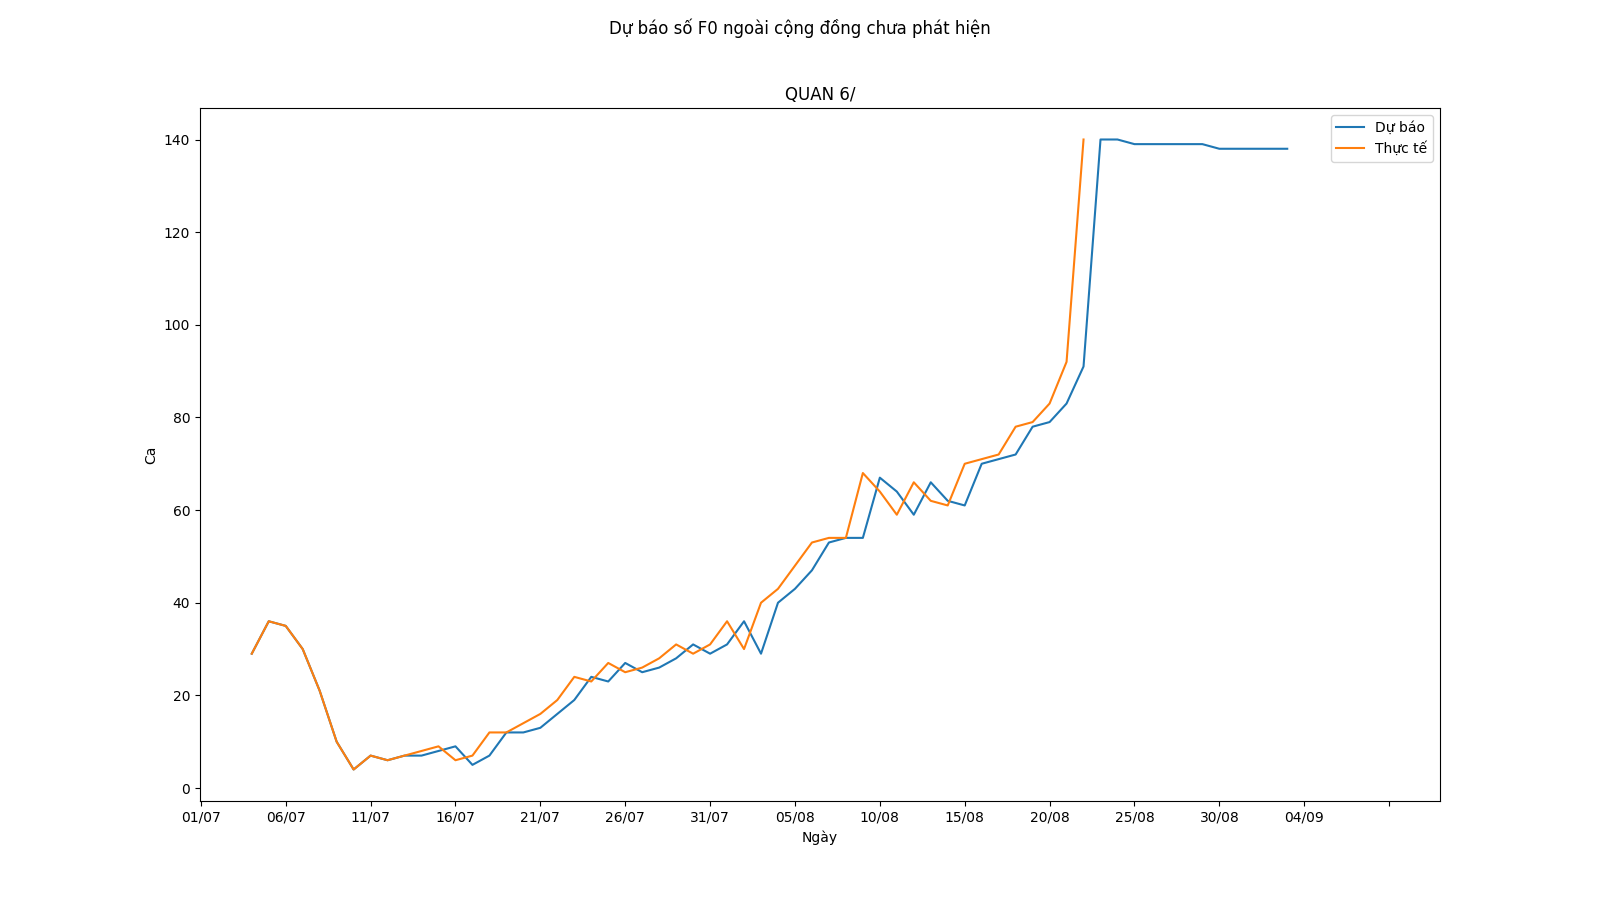 Dự báo số F0 ngoài cộng đồng chưa phát hiện
QUAN 6/
Dự báo
Thực tế
140
120
100
80
60
40
20
0
Ca
01/07 06/07 11/07 16/07 21/07 26/07 31/07 05/08 10/08 15/08 20/08 25/08 30/08 04/09
Ngày